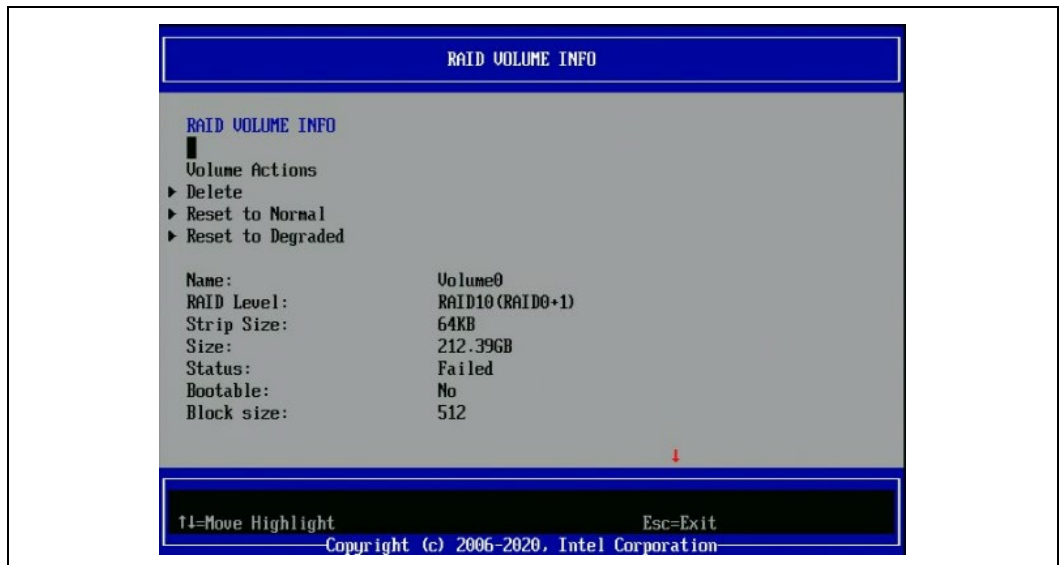 RAID VOLUME INFO
RAID VOLUME INFO
Volume Actions
Delete
Reset to Normal
Reset to Degraded
Name: Volume0
RAID Level: RAID10(RAID0+1)
Strip Size: 64KB
Size: 212.39GB
Status: Failed
Bootable: No
Block size: 512
↑↓=Move Highlight Esc=Exit
Copyright (c) 2006-2020, Intel Corporation